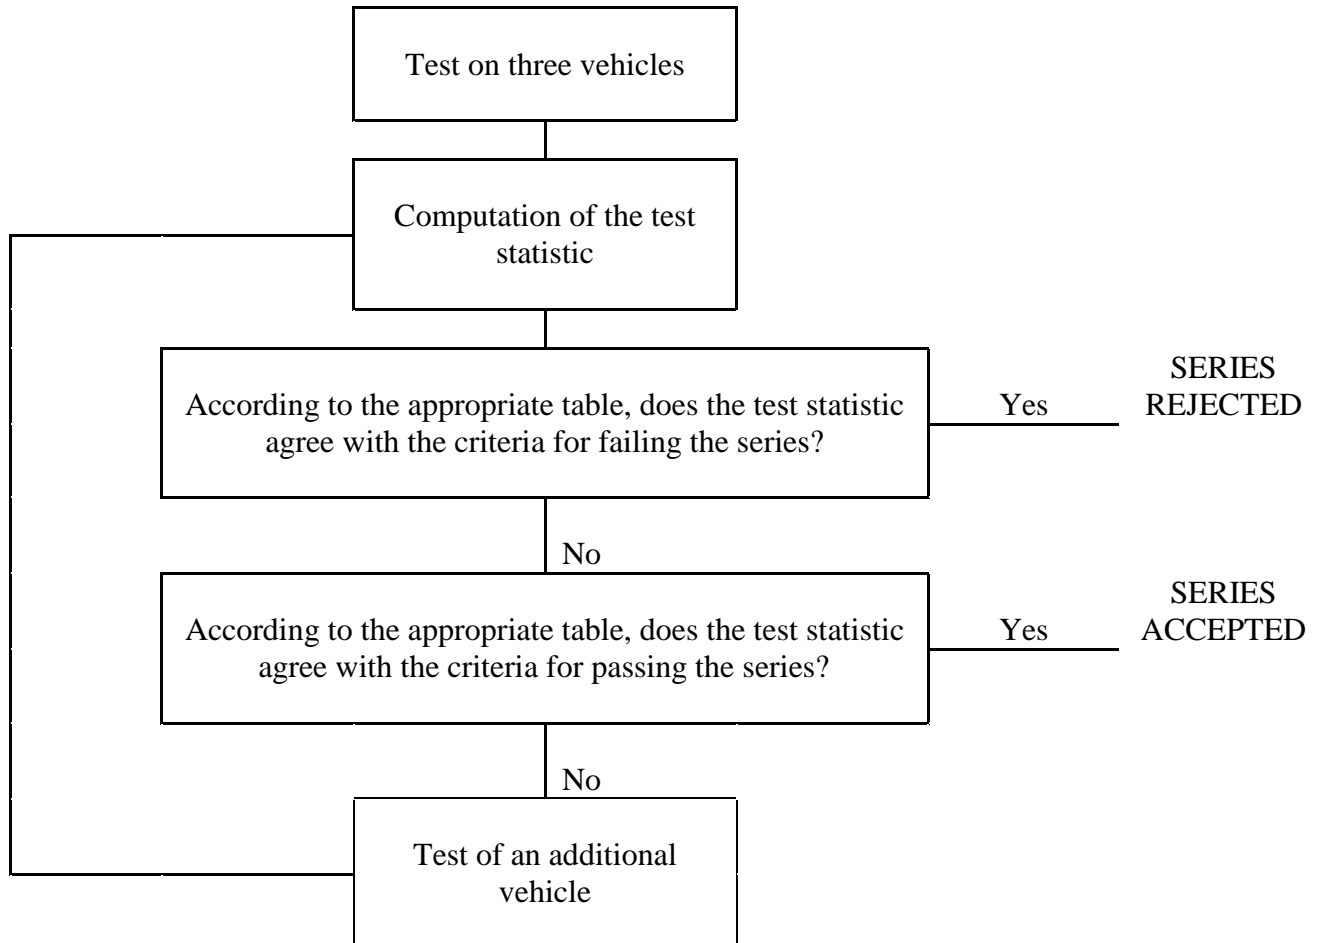 Test on three vehicles
Computation of the test
statistic
According to the appropriate table, does the test statistic
agree with the criteria for failing the series?
Yes
SERIES
REJECTED
No
According to the appropriate table, does the test statistic
agree with the criteria for passing the series?
Yes
SERIES
ACCEPTED
No
Test of an additional
vehicle